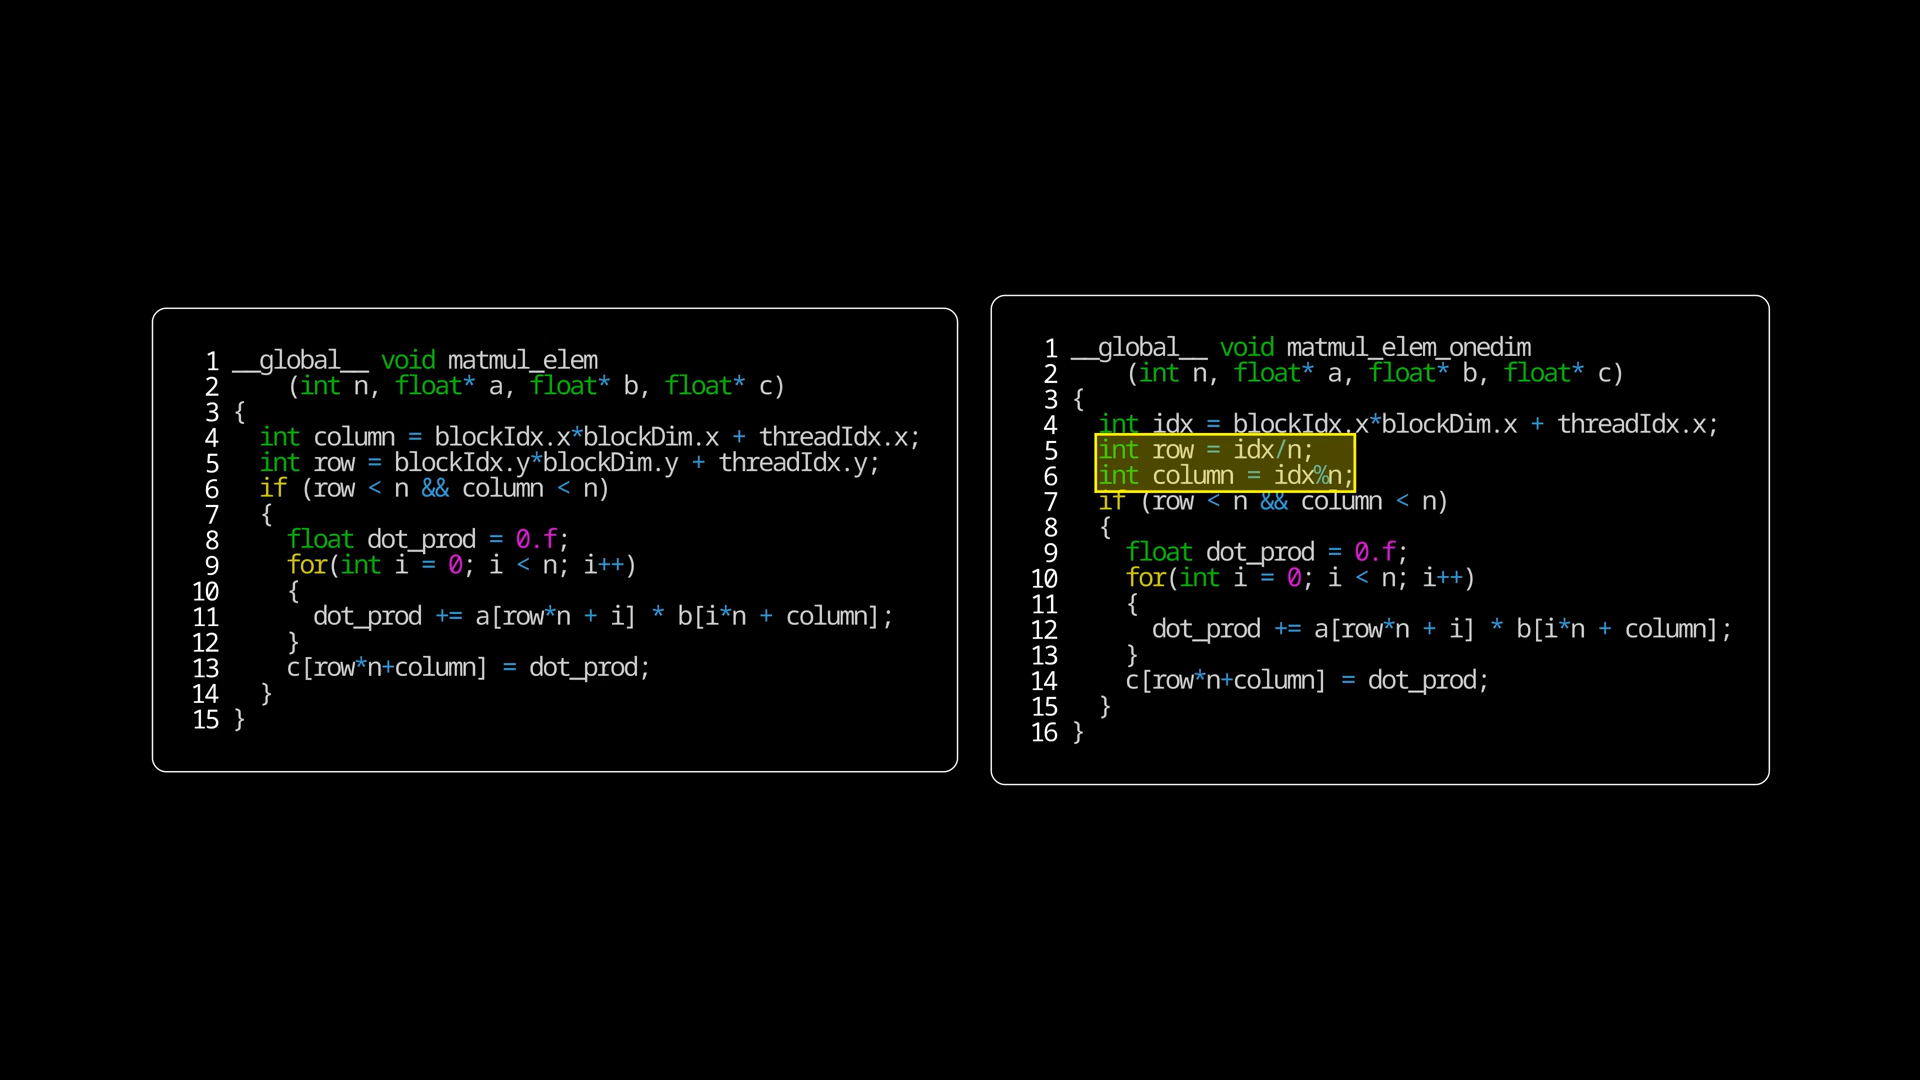 1 __global__ void matmul_elem
2 (int n, float* a, float* b, float* c)
3 {
4 int column = blockIdx.x*blockDim.x + threadIdx.x;
5 int row = blockIdx.y*blockDim.y + threadIdx.y;
6 if (row < n && column < n)
7 {
8 float dot_prod = 0.f;
9 for(int i = 0; i < n; i++)
10 {
11 dot_prod += a[row*n + i] * b[i*n + column];
12 }
13 c[row*n+column] = dot_prod;
14 }
15 }
1 __global__ void matmul_elem_onedim
2 (int n, float* a, float* b, float* c)
3 {
4 int idx = blockIdx.x*blockDim.x + threadIdx.x;
5 int row = idx/n;
6 int column = idx%n;
7 if (row < n && column < n)
8 {
9 float dot_prod = 0.f;
10 for(int i = 0; i < n; i++)
11 {
12 dot_prod += a[row*n + i] * b[i*n + column];
13 }
14 c[row*n+column] = dot_prod;
15 }
16 }